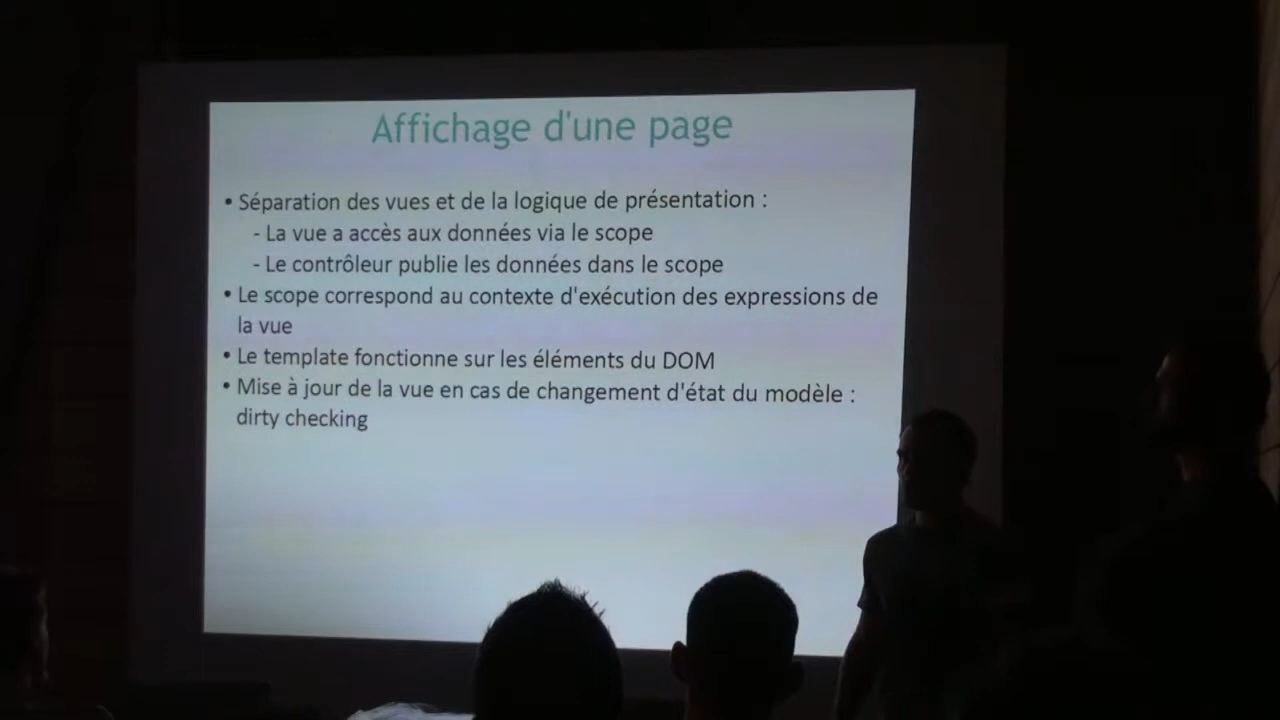 Affichage d'une page
• Séparation des vues et de la logique de présentation :
- La vue a accès aux données via le scope
- Le contrôleur publie les données dans le scope
• Le scope correspond au contexte d'exécution des expressions de
la vue
• Le template fonctionne sur les éléments du DOM
• Mise à jour de la vue en cas de changement d'état du modèle :
dirty checking